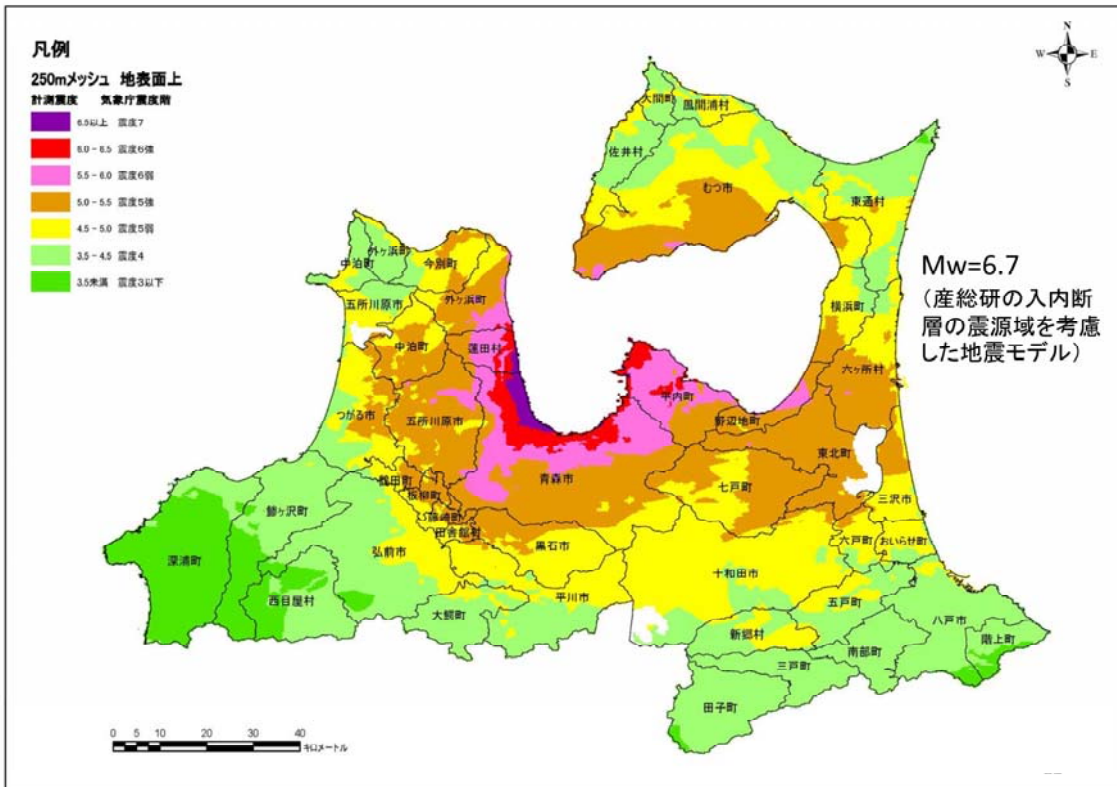 凡例
250mメッシュ 地表面上
計測震度 気象庁震度階
6.5以上 震度7
6.0 - 6.5 震度6強
5.5 - 6.0 震度6弱
5.0 - 5.5 震度5強
4.5 - 5.0 震度5弱
3.5 - 4.5 震度4
3.5未満 震度3以下
N
W E
S
大間町
風間浦村
佐井村
むつ市
東通村
外ヶ浜町
中泊町
今別町
五所川原市
外ヶ浜町
横浜町
Mw=6.7
(産総研の入内断
層の震源域を考慮
した地震モデル)
中泊町
蓬田村
六ヶ所村
平内町
つがる市
五所川原市
野辺地町
東北町
青森市
七戸町
鶴田町
板柳町
三沢市
鰺ヶ沢町
藤崎町
田舎館村
六戸町
おいらせ町
黒石市
弘前市
深浦町
十和田市
西目屋村
平川市
五戸町
大鰐町
新郷村
八戸市
階上町
南部町
三戸町
田子町
0 5 10 20 30 40
キロメートル